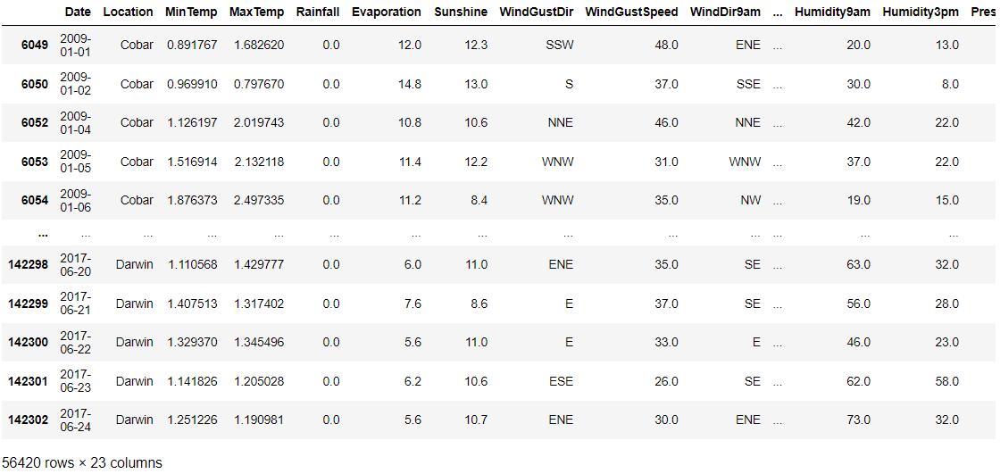 Date Location MinTemp MaxTemp Rainfall Evaporation Sunshine WindGustDir WindGustSpeed WindDir9am ... Humidity9am Humidity3pm Pres
6049 2009-01-01 Cobar 0.891767 1.682620 0.0 12.0 12.3 SSW 48.0 ENE ... 20.0 13.0
6050 2009-01-02 Cobar 0.969910 0.797670 0.0 14.8 13.0 S 37.0 SSE ... 30.0 8.0
6052 2009-01-04 Cobar 1.126197 2.019743 0.0 10.8 10.6 NNE 46.0 NNE ... 42.0 22.0
6053 2009-01-05 Cobar 1.516914 2.132118 0.0 11.4 12.2 WNW 31.0 WNW ... 37.0 22.0
6054 2009-01-06 Cobar 1.876373 2.497335 0.0 11.2 8.4 WNW 35.0 NW ... 19.0 15.0
... ... ... ... ... ... ... ... ... ... ... ... ... ...
142298 2017-06-20 Darwin 1.110568 1.429777 0.0 6.0 11.0 ENE 35.0 SE ... 63.0 32.0
142299 2017-06-21 Darwin 1.407513 1.317402 0.0 7.6 8.6 E 37.0 SE ... 56.0 28.0
142300 2017-06-22 Darwin 1.329370 1.345496 0.0 5.6 11.0 E 33.0 E ... 46.0 23.0
142301 2017-06-23 Darwin 1.141826 1.205028 0.0 6.2 10.6 ESE 26.0 SE ... 62.0 58.0
142302 2017-06-24 Darwin 1.251226 1.190981 0.0 5.6 10.7 ENE 30.0 ENE ... 73.0 32.0
56420 rows × 23 columns